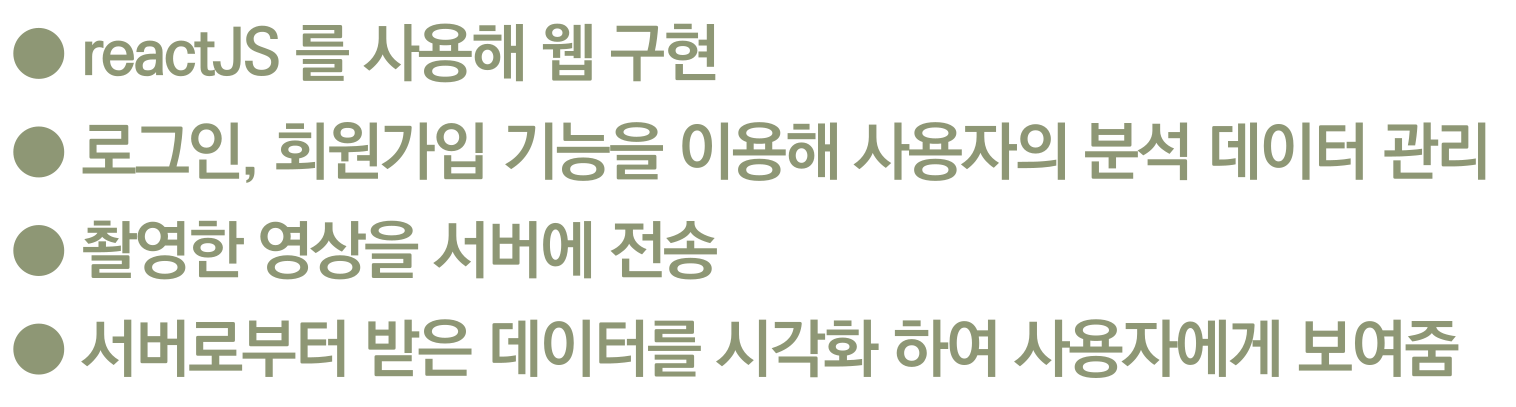 ● reactJS 를 사용해 웹 구현
● 로그인, 회원가입 기능을 이용해 사용자의 분석 데이터 관리
● 촬영한 영상을 서버에 전송
● 서버로부터 받은 데이터를 시각화 하여 사용자에게 보여줌